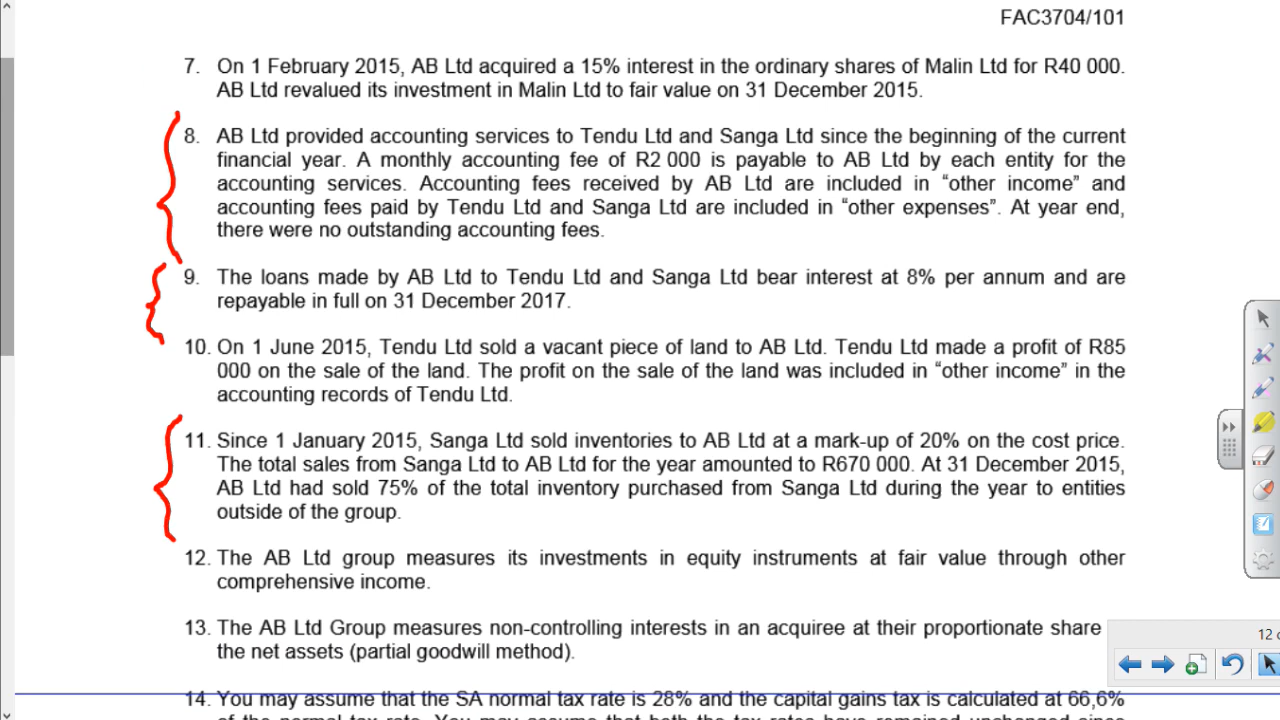 FAC3704/101
7. On 1 February 2015, AB Ltd acquired a 15% interest in the ordinary shares of Malin Ltd for R40 000.
AB Ltd revalued its investment in Malin Ltd to fair value on 31 December 2015.
8. AB Ltd provided accounting services to Tendu Ltd and Sanga Ltd since the beginning of the current
financial year. A monthly accounting fee of R2 000 is payable to AB Ltd by each entity for the
accounting services. Accounting fees received by AB Ltd are included in “other income” and
accounting fees paid by Tendu Ltd and Sanga Ltd are included in “other expenses”. At year end,
there were no outstanding accounting fees.
9. The loans made by AB Ltd to Tendu Ltd and Sanga Ltd bear interest at 8% per annum and are
repayable in full on 31 December 2017.
10. On 1 June 2015, Tendu Ltd sold a vacant piece of land to AB Ltd. Tendu Ltd made a profit of R85
000 on the sale of the land. The profit on the sale of the land was included in “other income” in the
accounting records of Tendu Ltd.
11. Since 1 January 2015, Sanga Ltd sold inventories to AB Ltd at a mark-up of 20% on the cost price.
The total sales from Sanga Ltd to AB Ltd for the year amounted to R670 000. At 31 December 2015,
AB Ltd had sold 75% of the total inventory purchased from Sanga Ltd during the year to entities
outside of the group.
12. The AB Ltd group measures its investments in equity instruments at fair value through other
comprehensive income.
13. The AB Ltd Group measures non-controlling interests in an acquiree at their proportionate share
the net assets (partial goodwill method).
12
14. You may assume that the SA normal tax rate is 28% and the capital gains tax is calculated at 66,6%